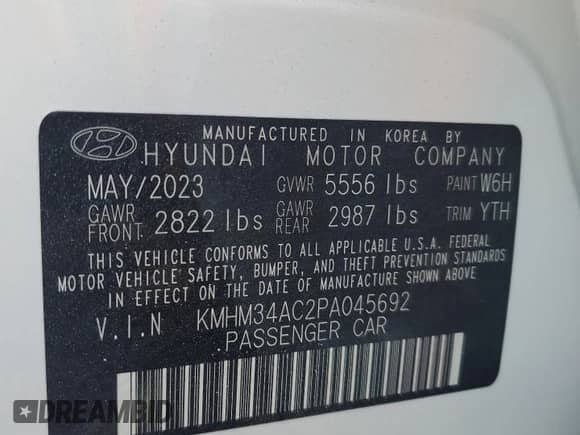 MANUFACTURED IN KOREA BY
HYUNDAI MOTOR COMPANY
MAY/2023 GVWR 5556 lbs PAINT W6H
GAWR FRONT 2822 lbs GAWR REAR 2987 lbs TRIM YTH
THIS VEHICLE CONFORMS TO ALL APPLICABLE U.S.A. FEDERAL
MOTOR VEHICLE SAFETY, BUMPER, AND THEFT PREVENTION STANDARDS
IN EFFECT ON THE DATE OF MANUFACTURE SHOWN ABOVE
V.I.N KMHM34AC2PA045692
PASSENGER CAR
DREAMBID